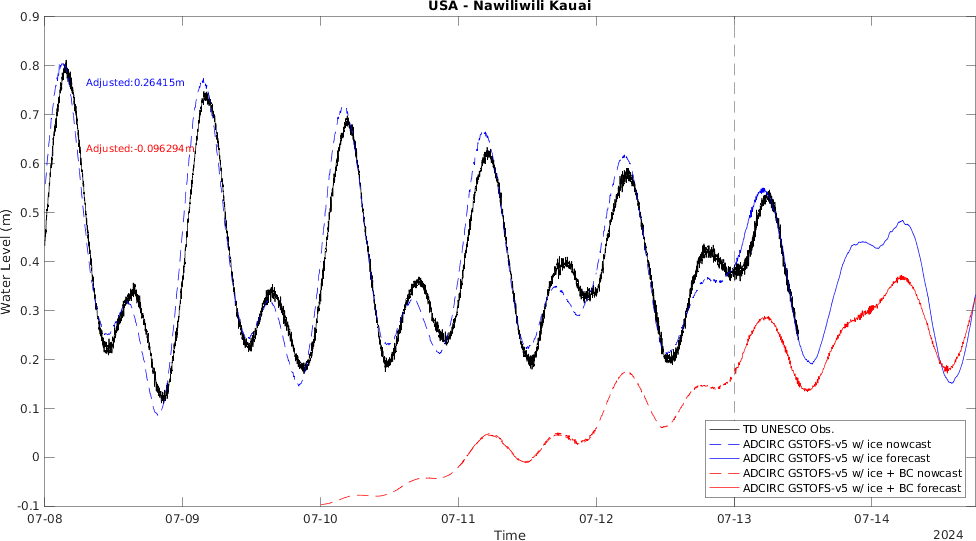 USA - Nawiliwili Kauai
0.9
0.8
0.7
0.6
0.5
0.4
0.3
0.2
0.1
0
-0.1
Water Level (m)
Adjusted:0.26415m
Adjusted:-0.096294m
TD UNESCO Obs.
ADCIRC GSTOFS-v5 w/ ice nowcast
ADCIRC GSTOFS-v5 w/ ice forecast
ADCIRC GSTOFS-v5 w/ ice + BC nowcast
ADCIRC GSTOFS-v5 w/ ice + BC forecast
07-08 07-09 07-10 07-11 07-12 07-13 07-14
Time
2024